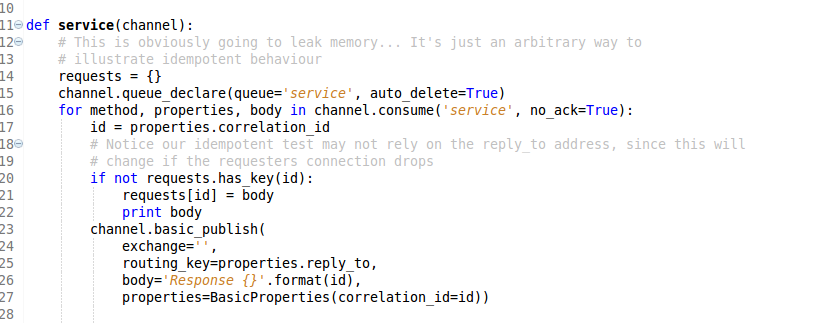 10
11 def service(channel):
12 # This is obviously going to leak memory... It's just an arbitrary way to
13 # illustrate idempotent behaviour
14 requests = {}
15 channel.queue_declare(queue='service', auto_delete=True)
16 for method, properties, body in channel.consume('service', no_ack=True):
17 id = properties.correlation_id
18 # Notice our idempotent test may not rely on the reply_to address, since this will
19 # change if the requesters connection drops
20 if not requests.has_key(id):
21 requests[id] = body
22 print body
23 channel.basic_publish(
24 exchange='',
25 routing_key=properties.reply_to,
26 body='Response {}'.format(id),
27 properties=BasicProperties(correlation_id=id))
28